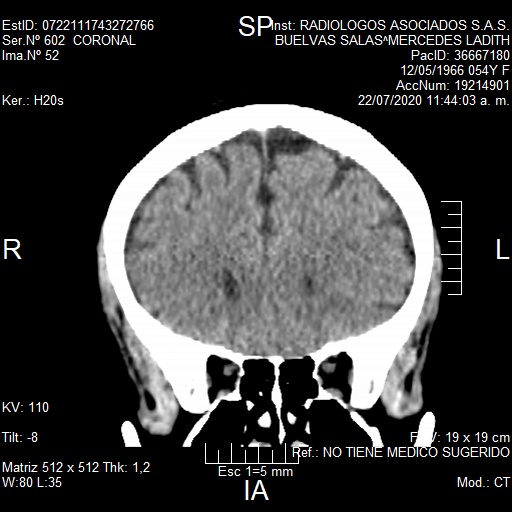 EstID: 0722111743272766
Ser.Nº 602 CORONAL
Ima.Nº 52
Ker.: H20s
SP
Inst: RADIOLOGOS ASOCIADOS S.A.S.
BUELVAS SALAS^MERCEDES LADITH
PacID: 36667180
12/05/1966 054Y F
AccNum: 19214901
22/07/2020 11:44:03 a. m.
R
L
KV: 110
Tilt: -8
Matriz 512 x 512 Thk: 1,2
W:80 L:35
Esc 1=5 mm
IA
19 x 19 cm
Ref.: NO TIENE MEDICO SUGERIDO
Mod.: CT